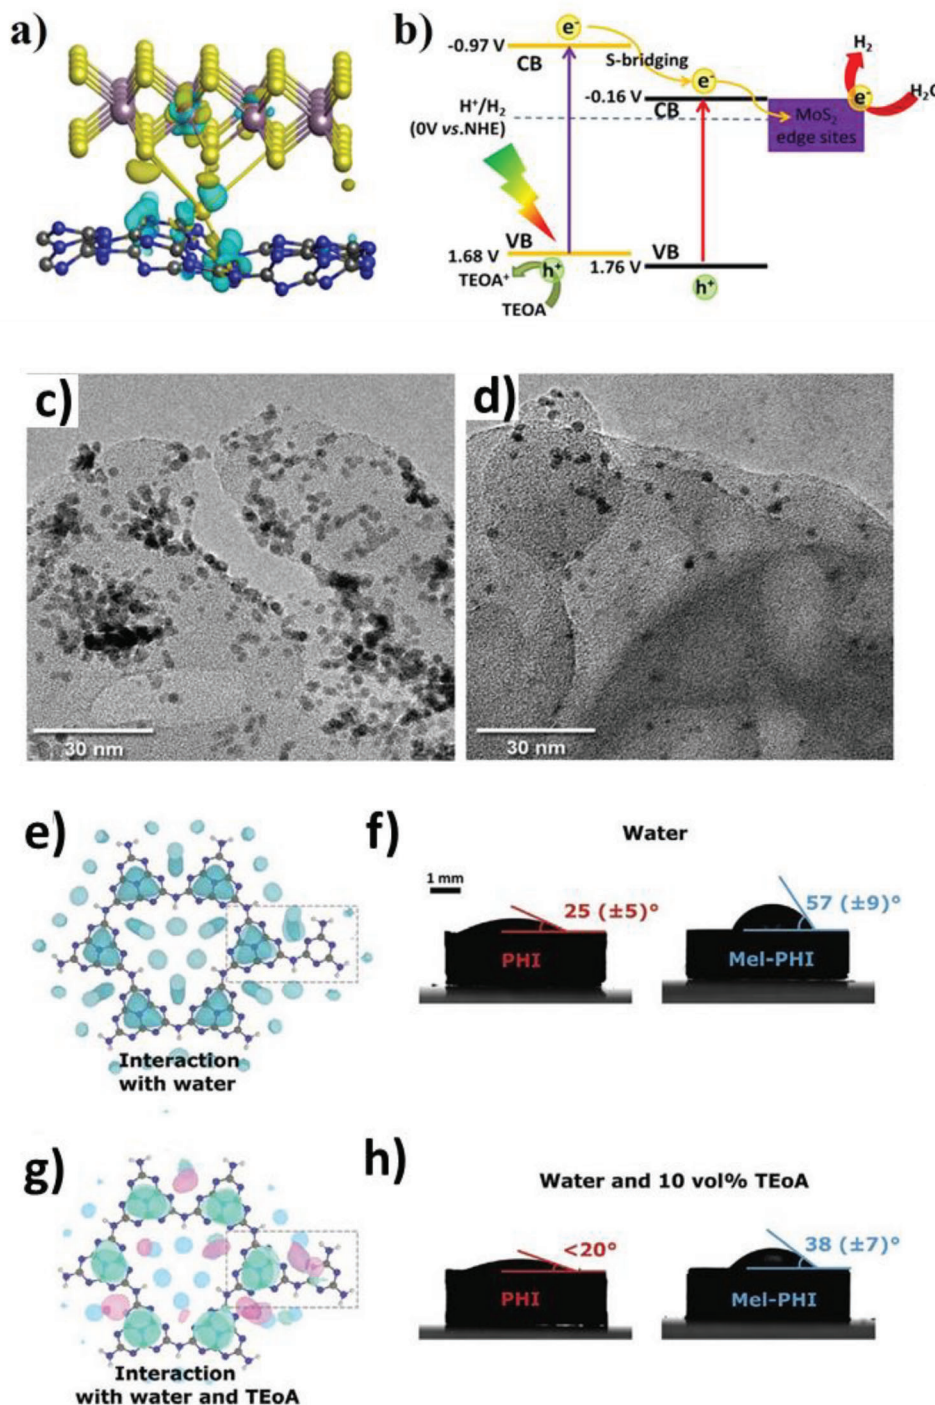 a)
b)
e⁻
-0.97 V
CB
S-bridging
e⁻
-0.16 V
CB
H₂
e⁻
H⁺/H₂
(0V vs.NHE)
MoS₂
edge sites
VB
1.68 V
h⁺
TEOA⁺
TEOA
VB
1.76 V
h⁺
c)
30 nm
d)
30 nm
e)
Interaction
with water
f)
Water
1 mm
25 (±5)°
PHI
57 (±9)°
Mel-PHI
g)
Interaction
with water and TEoA
h)
Water and 10 vol% TEoA
<20°
PHI
38 (±7)°
Mel-PHI